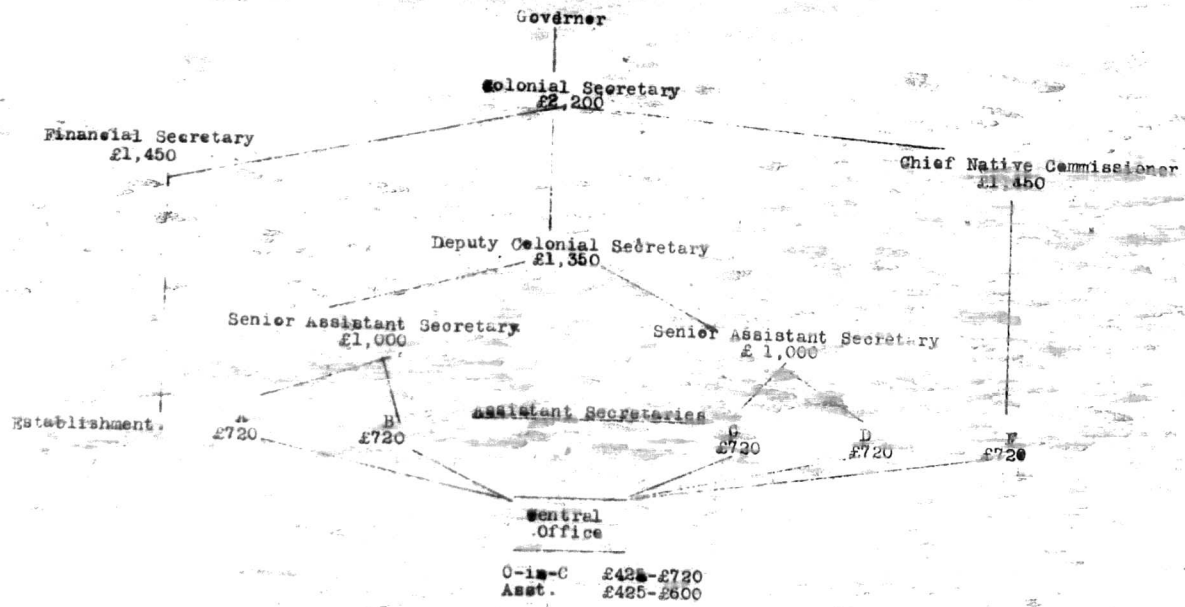 Governor
Colonial Secretary
£2,200
Financial Secretary
£1,450
Chief Native Commissioner
£1,450
Deputy Colonial Secretary
£1,350
Senior Assistant Secretary
£1,000
Senior Assistant Secretary
£ 1,000
Establishment.
A
£720
B
£720
Assistant Secretaries
C
£720
D
£720
£720
Central
Office
O-in-C £425-£720
Asst. £425-£600